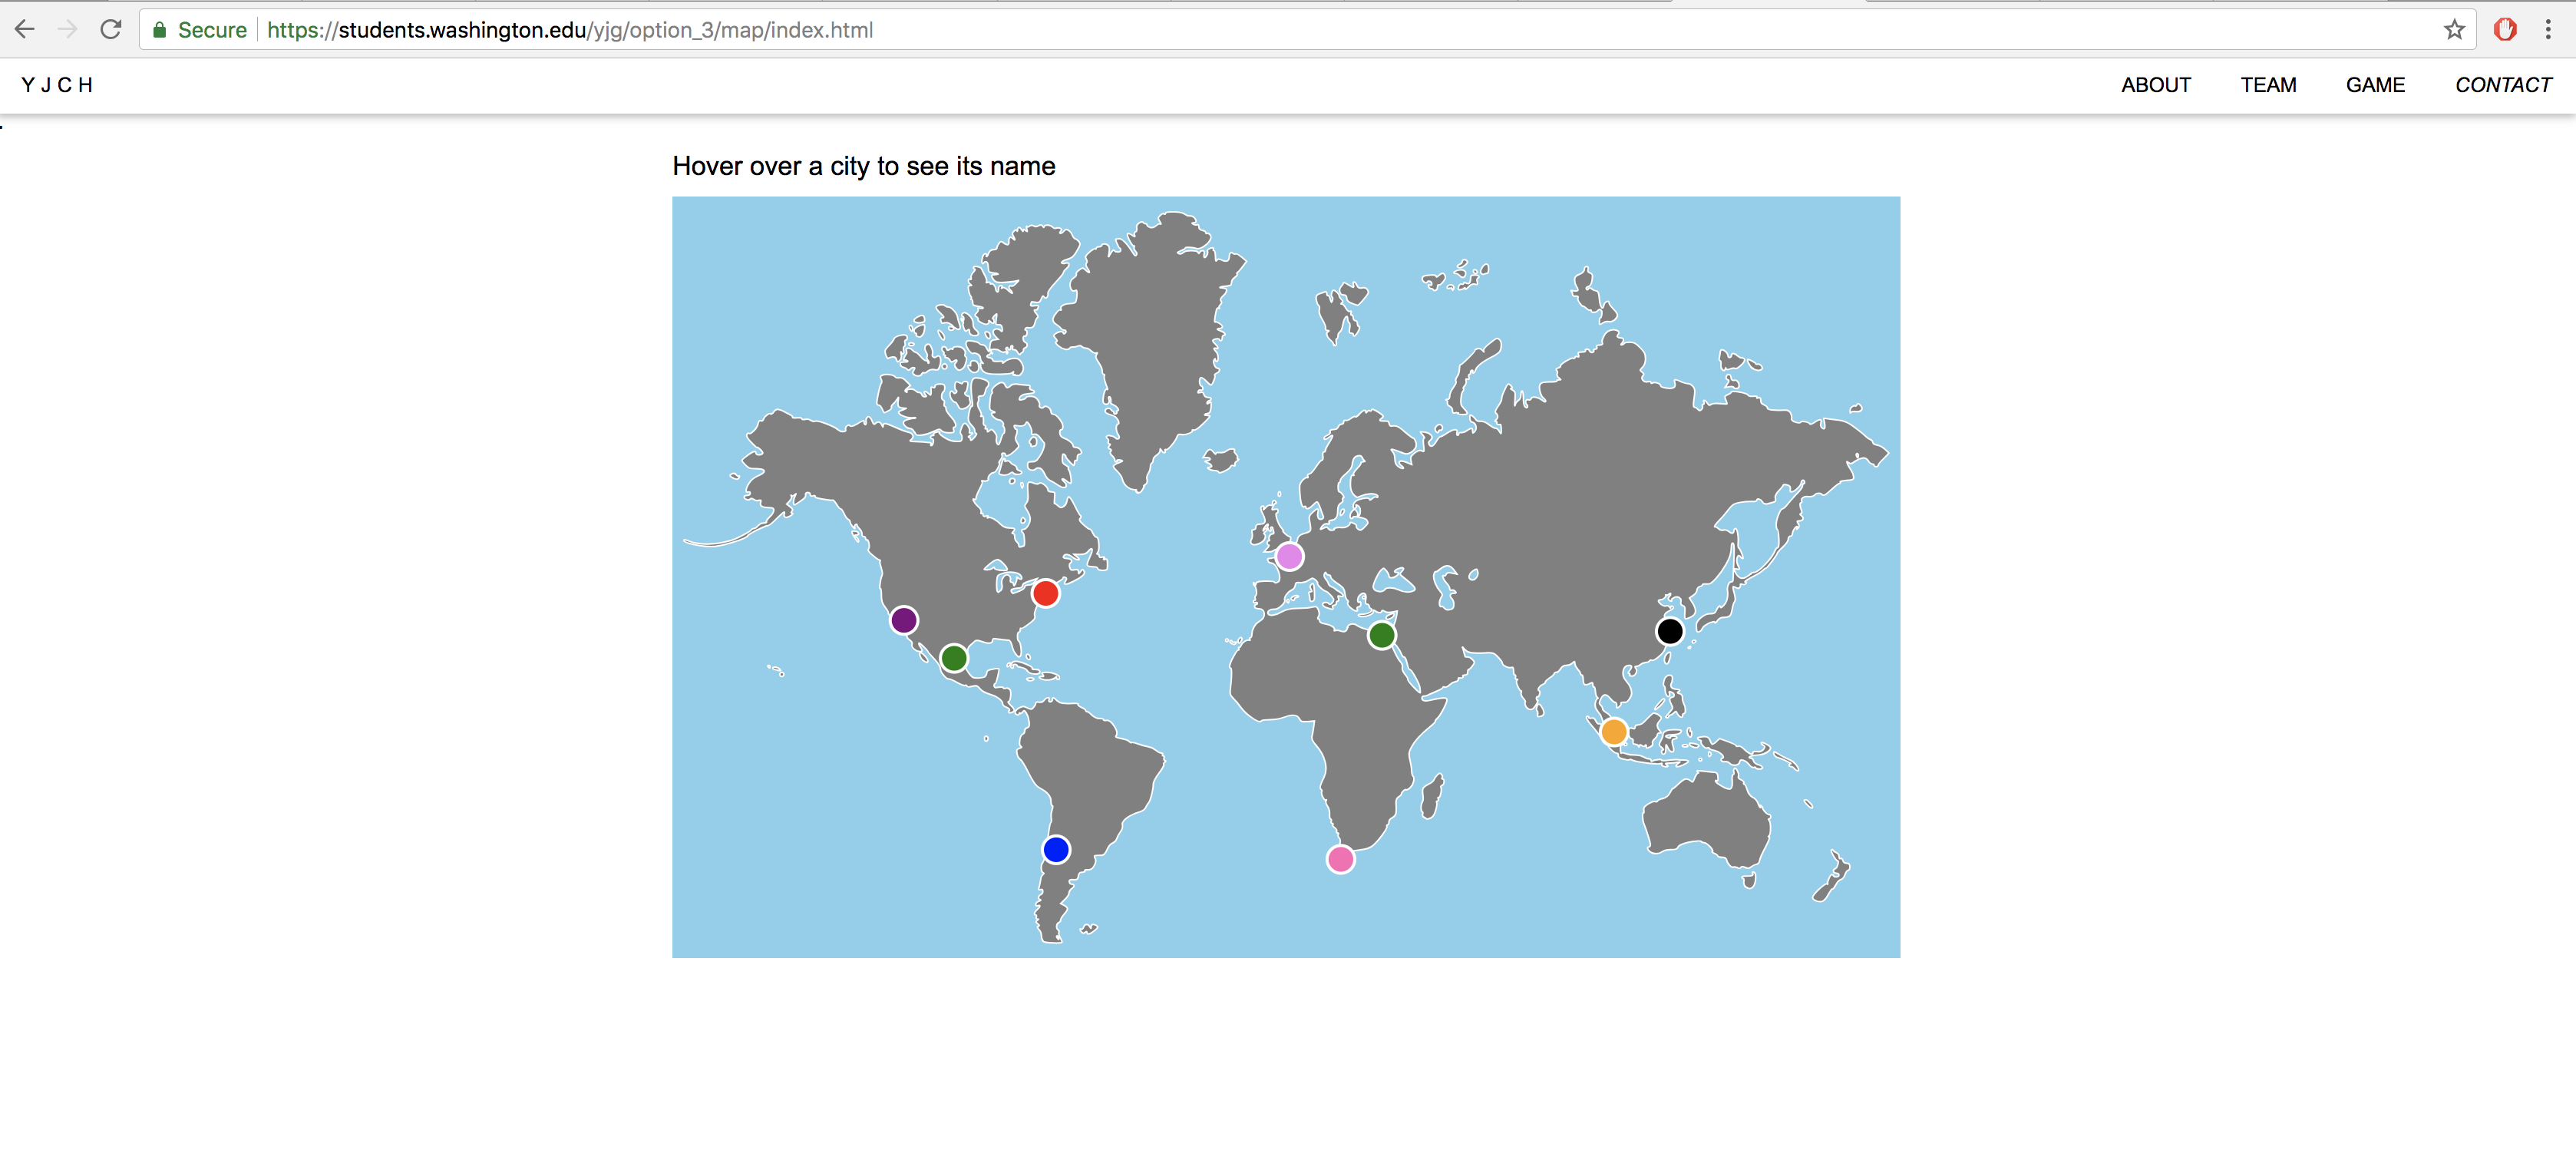 Secure https://students.washington.edu/yjg/option_3/map/index.html
Y J C H ABOUT TEAM GAME CONTACT
Hover over a city to see its name